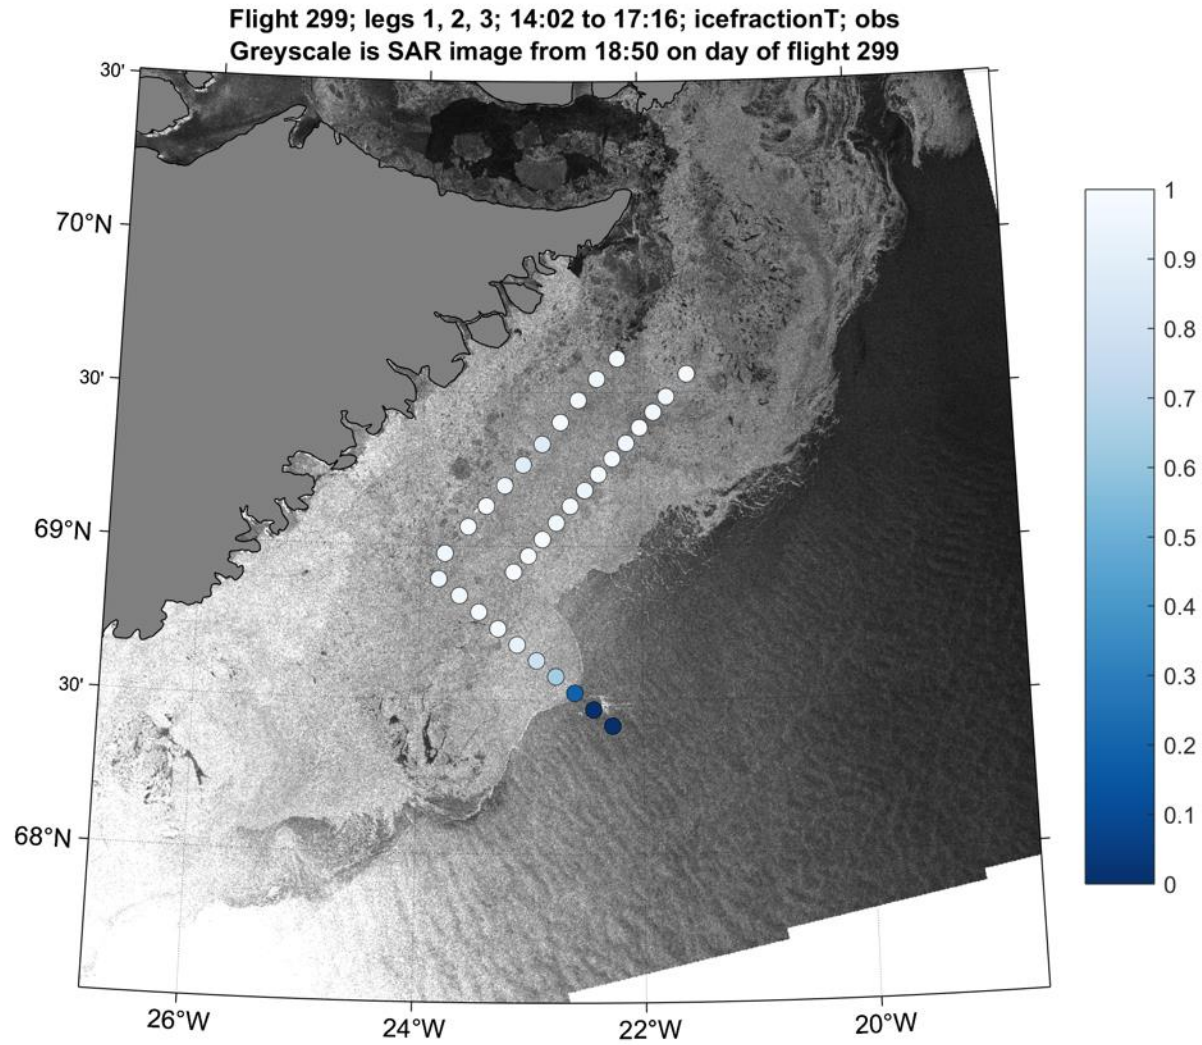 Flight 299; legs 1, 2, 3; 14:02 to 17:16; icefractionT; obs
Greyscale is SAR image from 18:50 on day of flight 299
30'
70°N
30'
69°N
30'
68°N
26°W
24°W
22°W
20°W
1
0.9
0.8
0.7
0.6
0.5
0.4
0.3
0.2
0.1
0